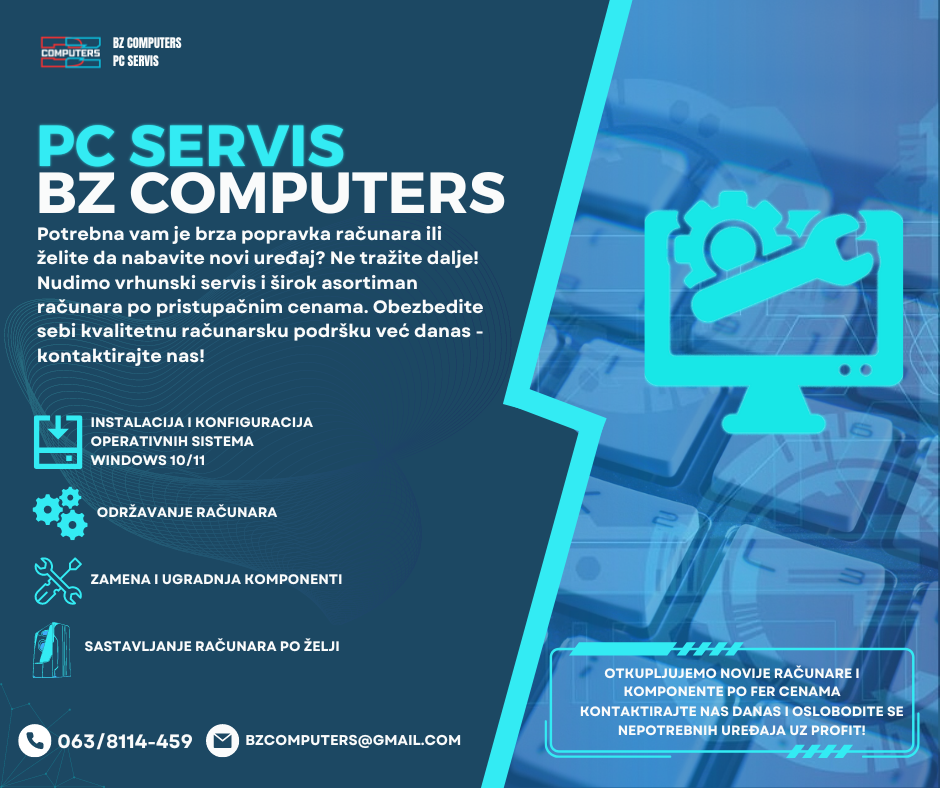 COMPUTERS
BZ COMPUTERS
PC SERVIS
PC SERVIS
BZ COMPUTERS
Potrebna vam je brza popravka računara ili
želite da nabavite novi uređaj? Ne tražite dalje!
Nudimo vrhunski servis i širok asortiman
računara po pristupačnim cenama. Obezbedite
sebi kvalitetnu računarsku podršku već danas -
kontaktirajte nas!
INSTALACIJA I KONFIGURACIJA
OPERATIVNIH SISTEMA
WINDOWS 10/11
ODRŽAVANJE RAČUNARA
ZAMENA I UGRADNJA KOMPONENTI
SASTAVLJANJE RAČUNARA PO ŽELJI
063/8114-459
BZCOMPUTERS@GMAIL.COM
OTKUPLJUJEMO NOVIJE RAČUNARE I
KOMPONENTE PO FER CENAMA
KONTAKTIRAJTE NAS DANAS I OSLOBODITE SE
NEPOTREBNIH UREĐAJA UZ PROFIT!